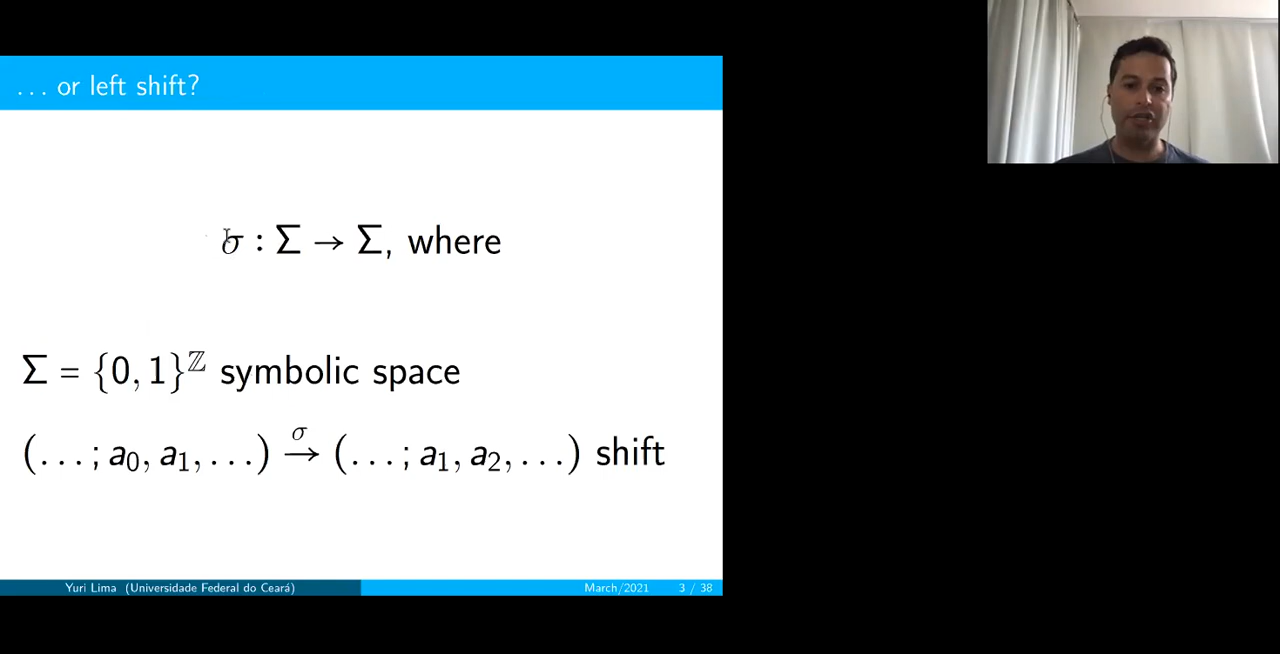 ... or left shift?
σ : Σ → Σ, where
Σ = {0, 1}^ℤ symbolic space
(...; a₀, a₁, ...) →^σ (...; a₁, a₂, ...) shift
Yuri Lima (Universidade Federal do Ceará) March/2021 3 / 38